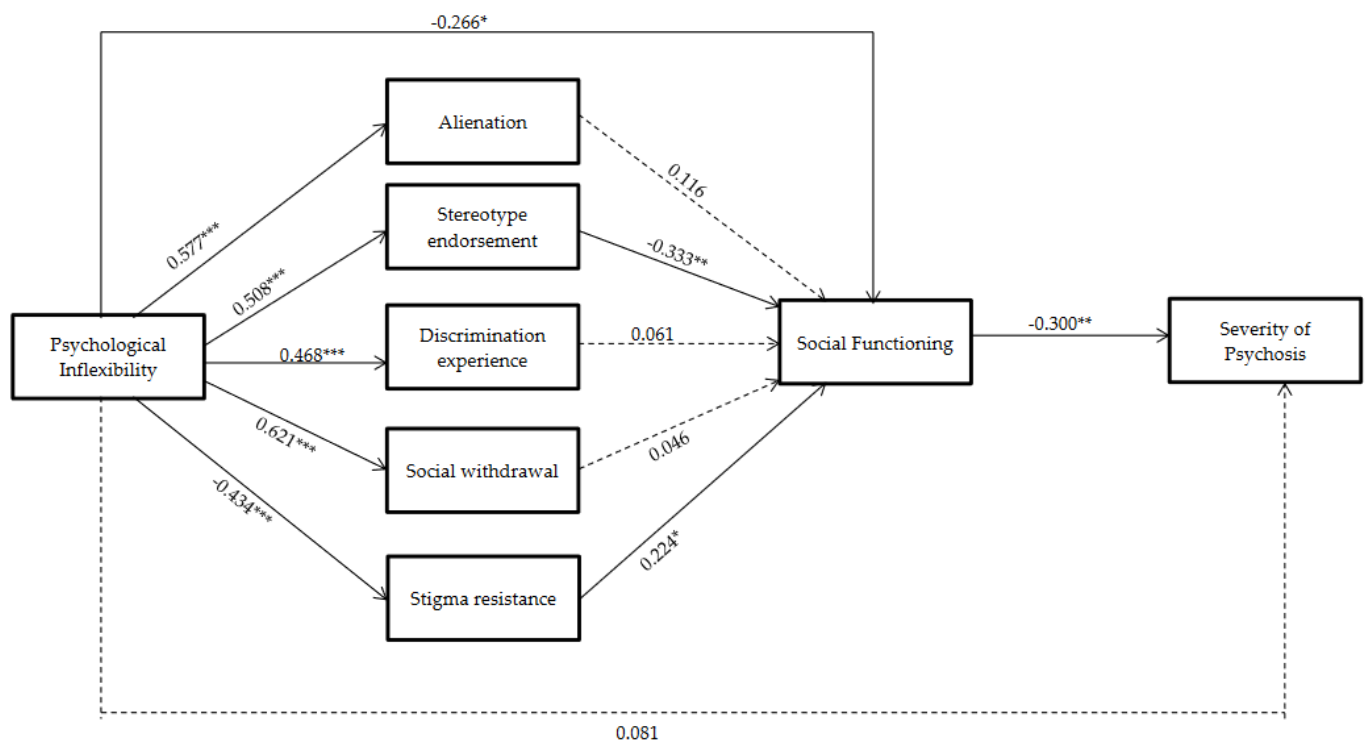 -0.266*
Alienation
0.116
0.577***
Stereotype
endorsement
-0.333**
0.508***
Psychological
Inflexibility
0.468***
Discrimination
experience
0.061
Social Functioning
-0.300**
Severity of
Psychosis
0.621***
Social withdrawal
0.046
-0.434***
Stigma resistance
0.224*
0.081